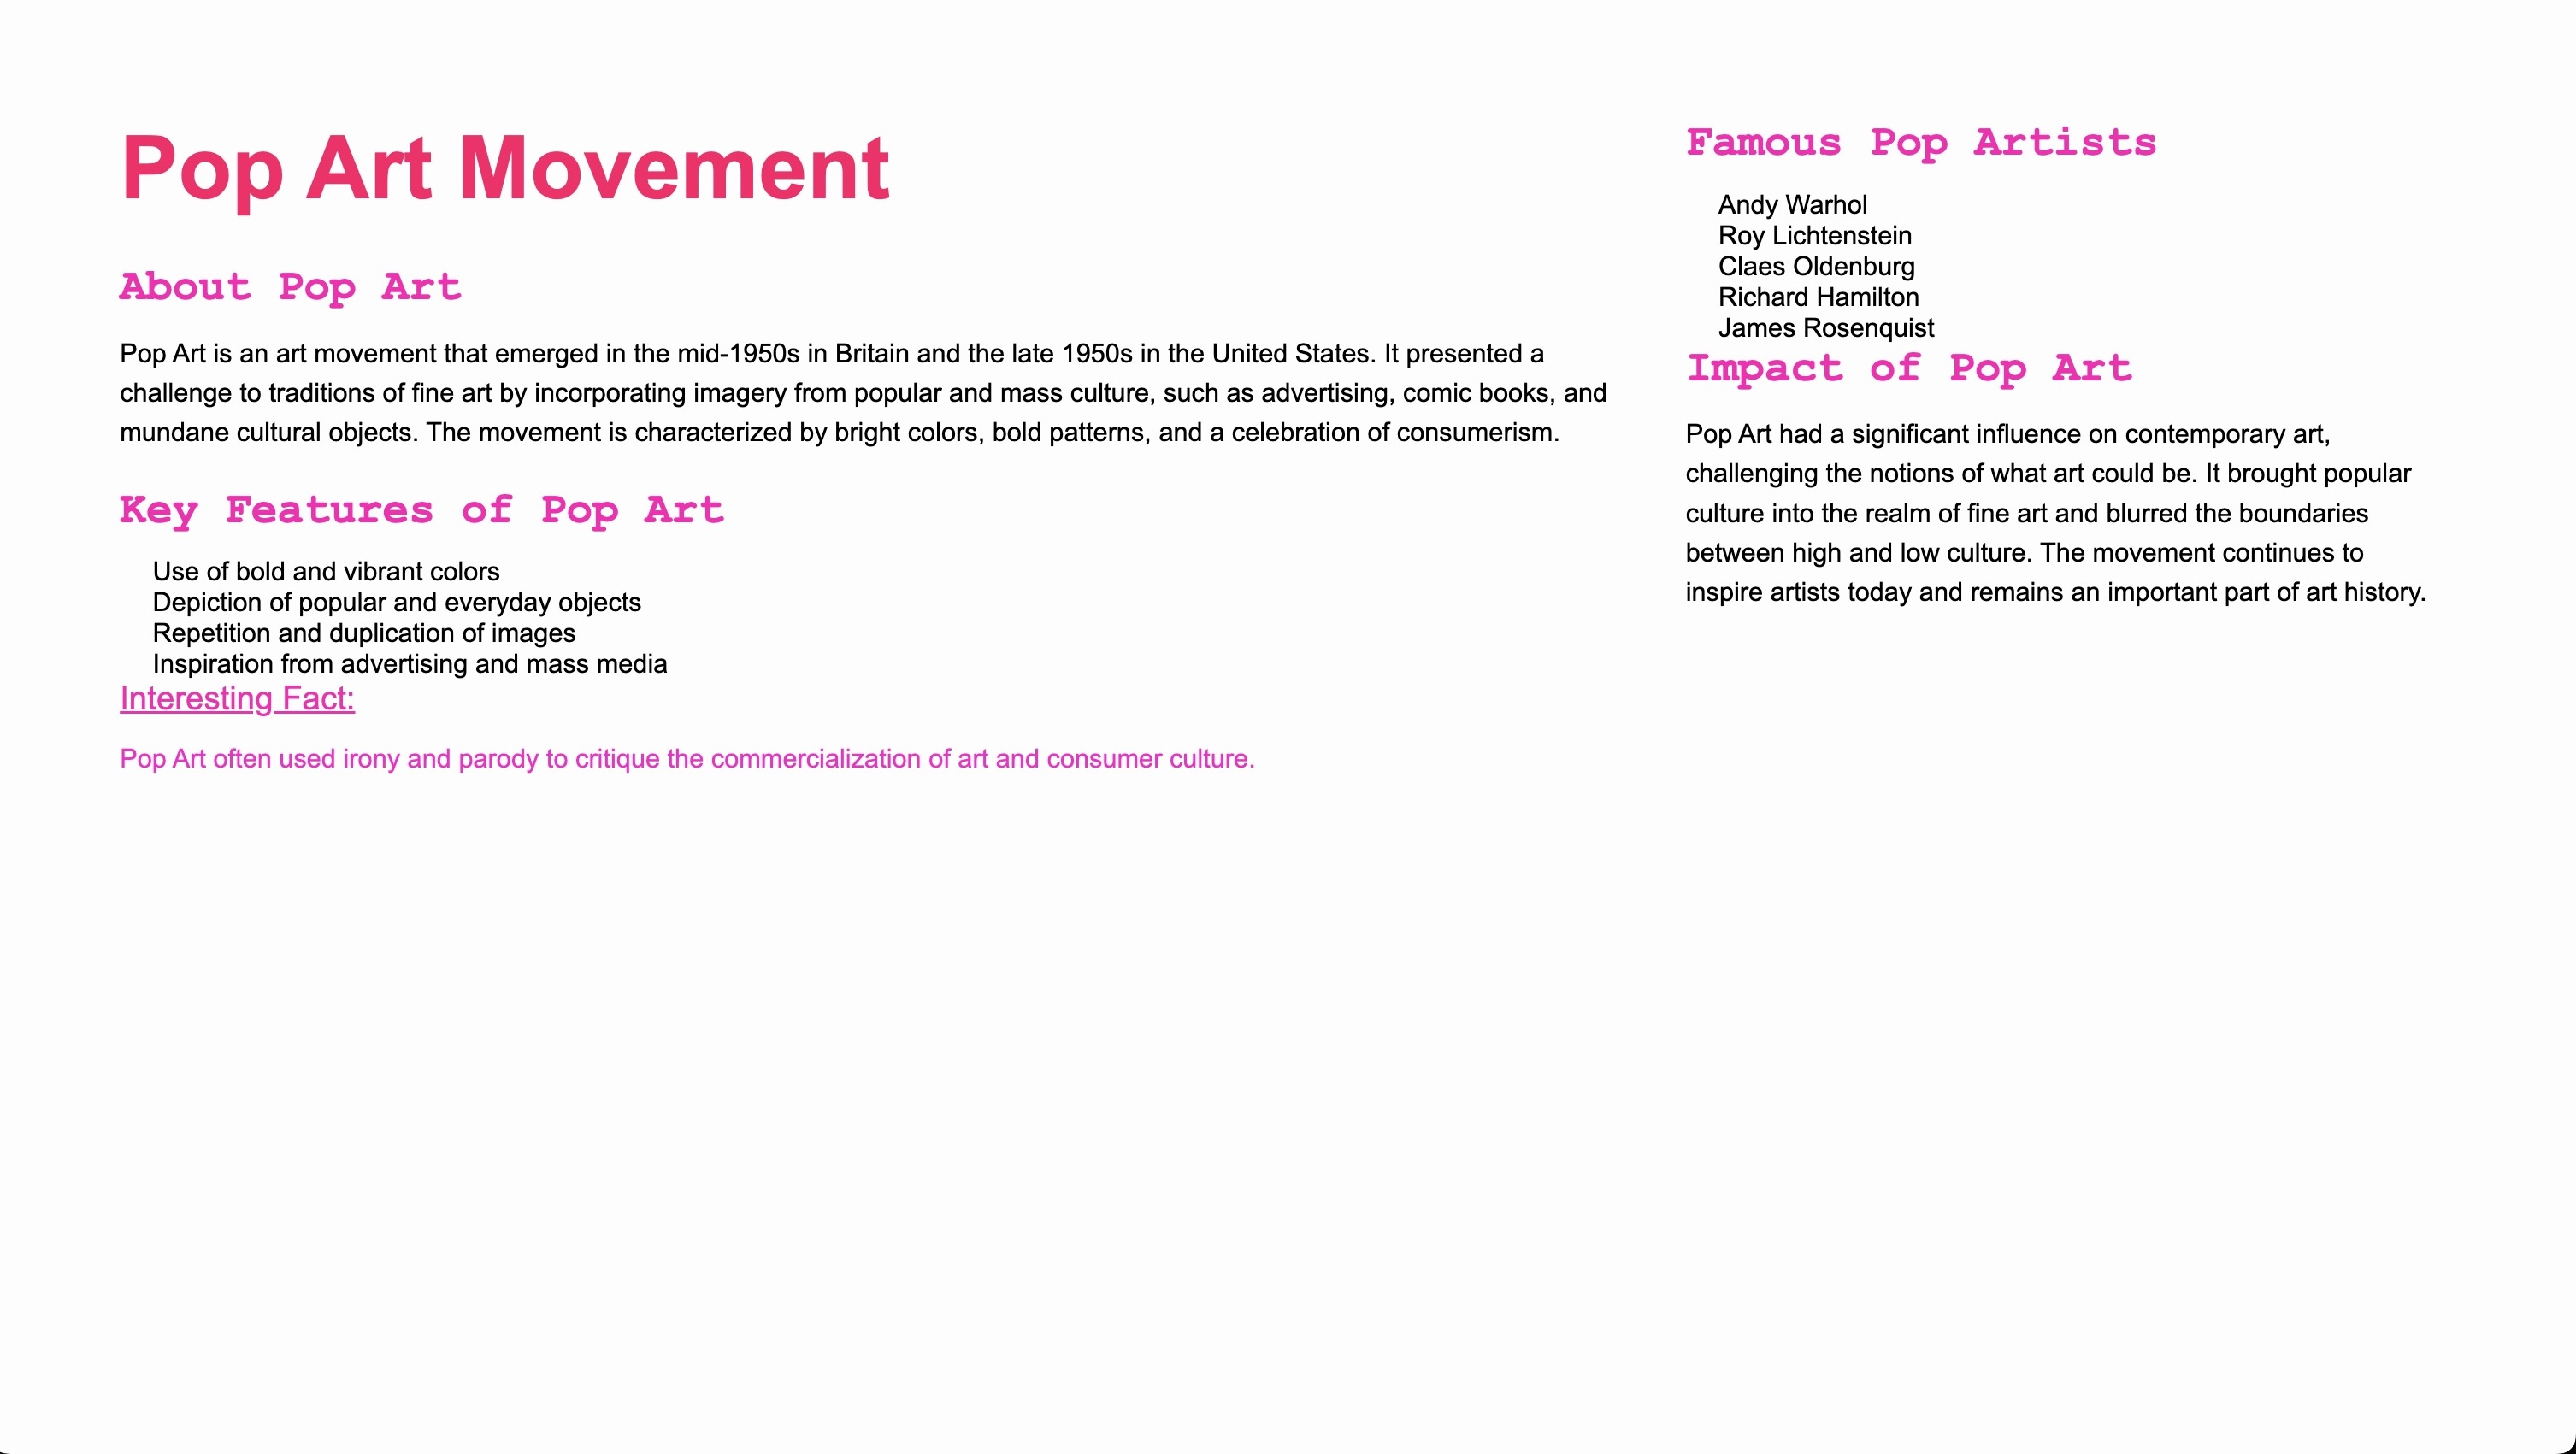 Pop Art Movement
About Pop Art
Pop Art is an art movement that emerged in the mid-1950s in Britain and the late 1950s in the United States. It presented a
challenge to traditions of fine art by incorporating imagery from popular and mass culture, such as advertising, comic books, and
mundane cultural objects. The movement is characterized by bright colors, bold patterns, and a celebration of consumerism.
Key Features of Pop Art
Use of bold and vibrant colors
Depiction of popular and everyday objects
Repetition and duplication of images
Inspiration from advertising and mass media
Interesting Fact:
Pop Art often used irony and parody to critique the commercialization of art and consumer culture.
Famous Pop Artists
Andy Warhol
Roy Lichtenstein
Claes Oldenburg
Richard Hamilton
James Rosenquist
Impact of Pop Art
Pop Art had a significant influence on contemporary art,
challenging the notions of what art could be. It brought popular
culture into the realm of fine art and blurred the boundaries
between high and low culture. The movement continues to
inspire artists today and remains an important part of art history.